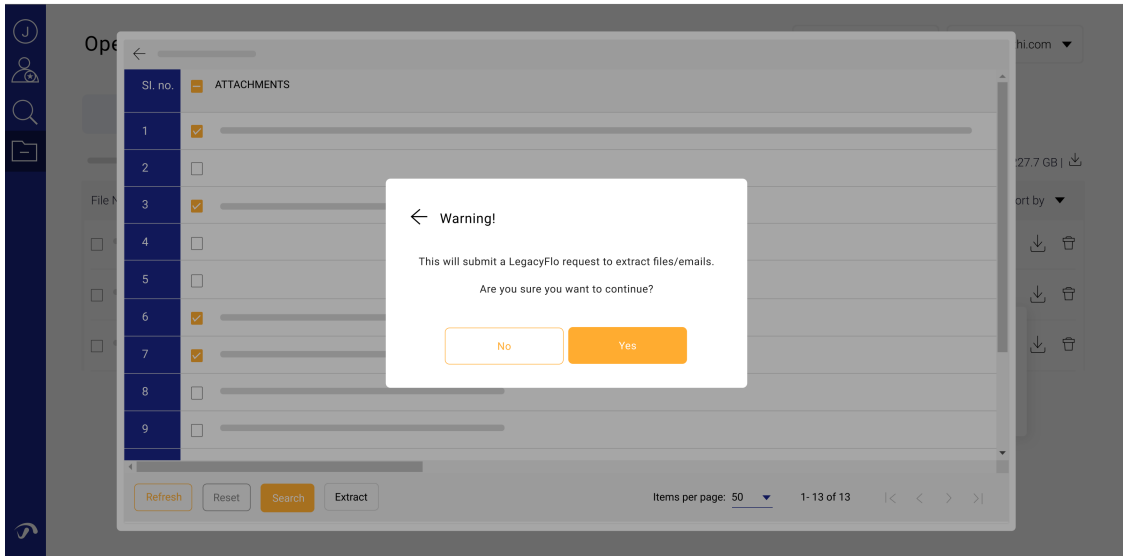 J
Ope
hi.com
Sl. no.
ATTACHMENTS
1
2
27.7 GB |
File N
3
ort by
4
5
6
7
8
9
Warning!
This will submit a LegacyFlo request to extract files/emails.
Are you sure you want to continue?
No
Yes
Refresh
Reset
Search
Extract
Items per page: 50
1- 13 of 13